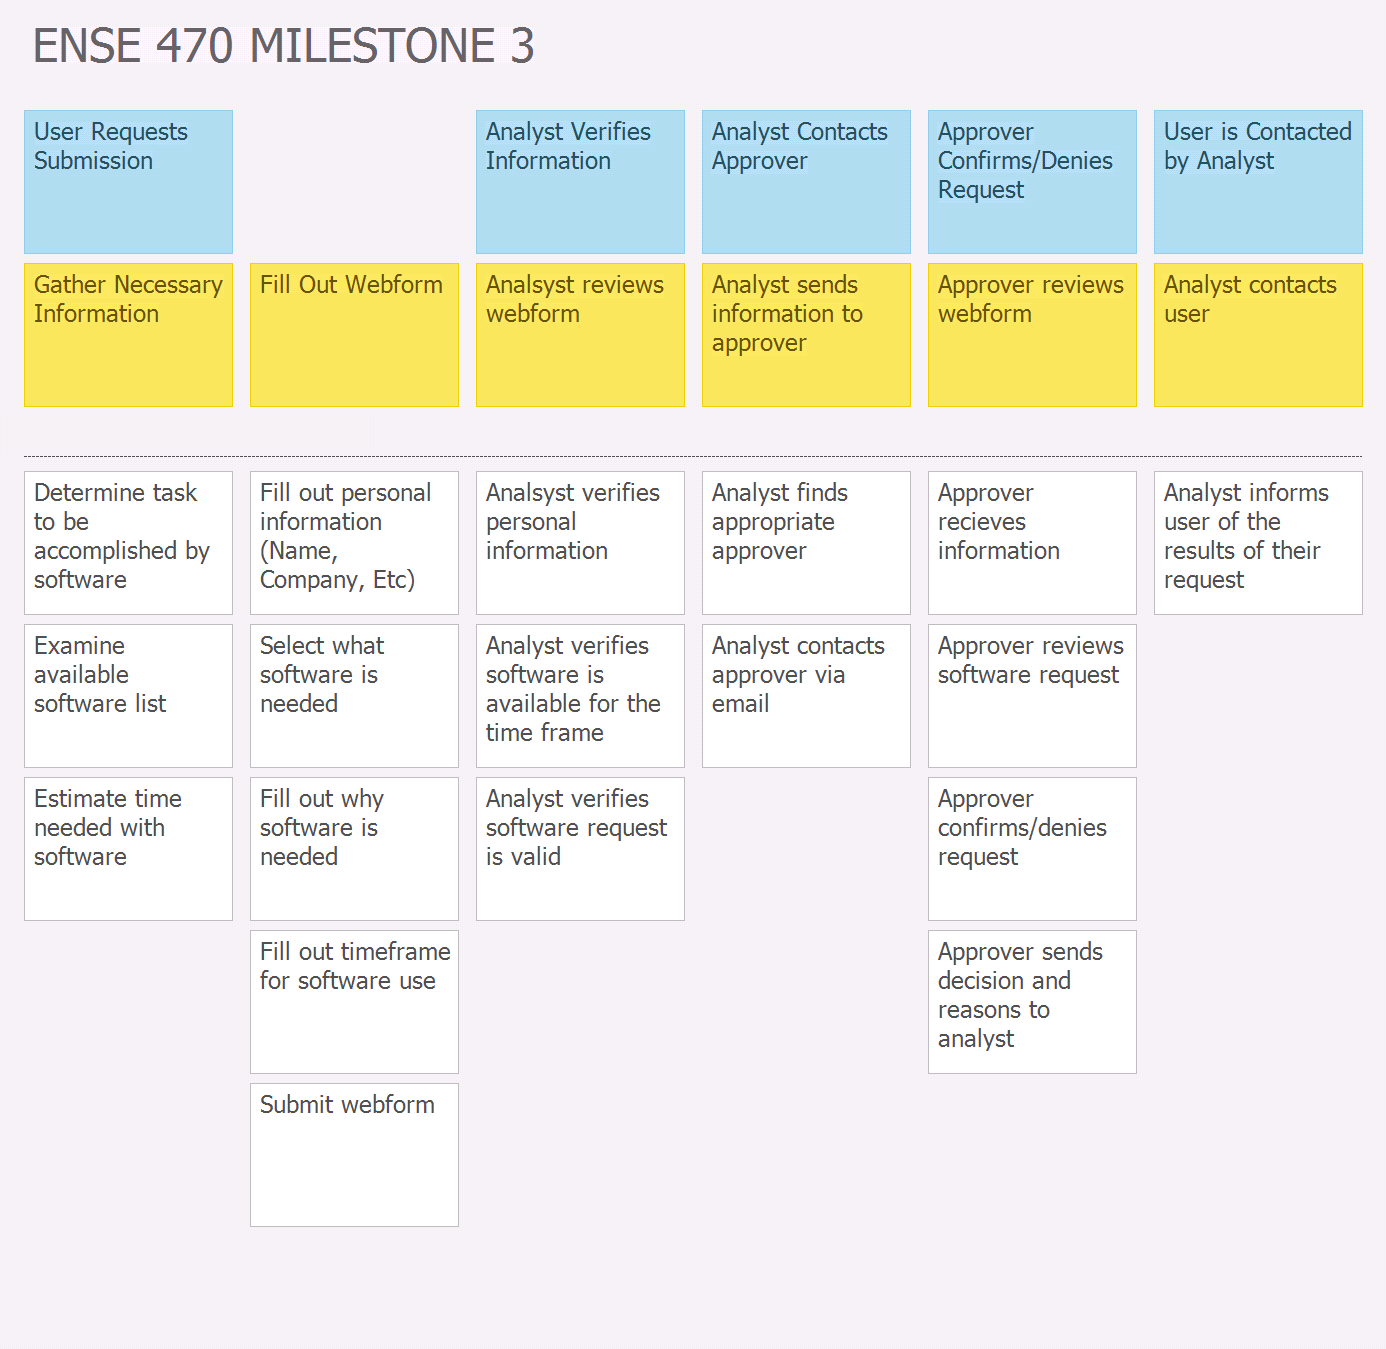 ENSE 470 MILESTONE 3
User Requests
Submission
Analyst Verifies
Information
Analyst Contacts
Approver
Approver
Confirms/Denies
Request
User is Contacted
by Analyst
Gather Necessary
Information
Fill Out Webform
Analsyst reviews
webform
Analyst sends
information to
approver
Approver reviews
webform
Analyst contacts
user
Determine task
to be
accomplished by
software
Fill out personal
information
(Name,
Company, Etc)
Analsyst verifies
personal
information
Analyst finds
appropriate
approver
Approver
recieves
information
Analyst informs
user of the
results of their
request
Examine
available
software list
Select what
software is
needed
Analyst verifies
software is
available for the
time frame
Analyst contacts
approver via
email
Approver reviews
software request
Estimate time
needed with
software
Fill out why
software is
needed
Analyst verifies
software request
is valid
Approver
confirms/denies
request
Fill out timeframe
for software use
Approver sends
decision and
reasons to
analyst
Submit webform